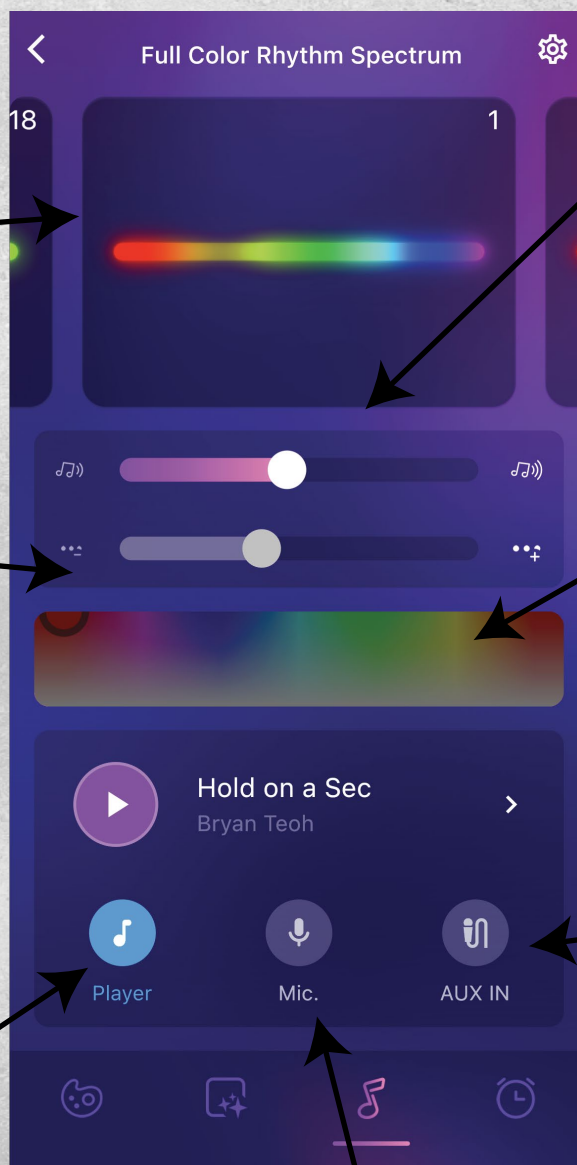 Full Color Rhythm Spectrum
18
1
Hold on a Sec
Bryan Teoh
Player
Mic.
AUX IN